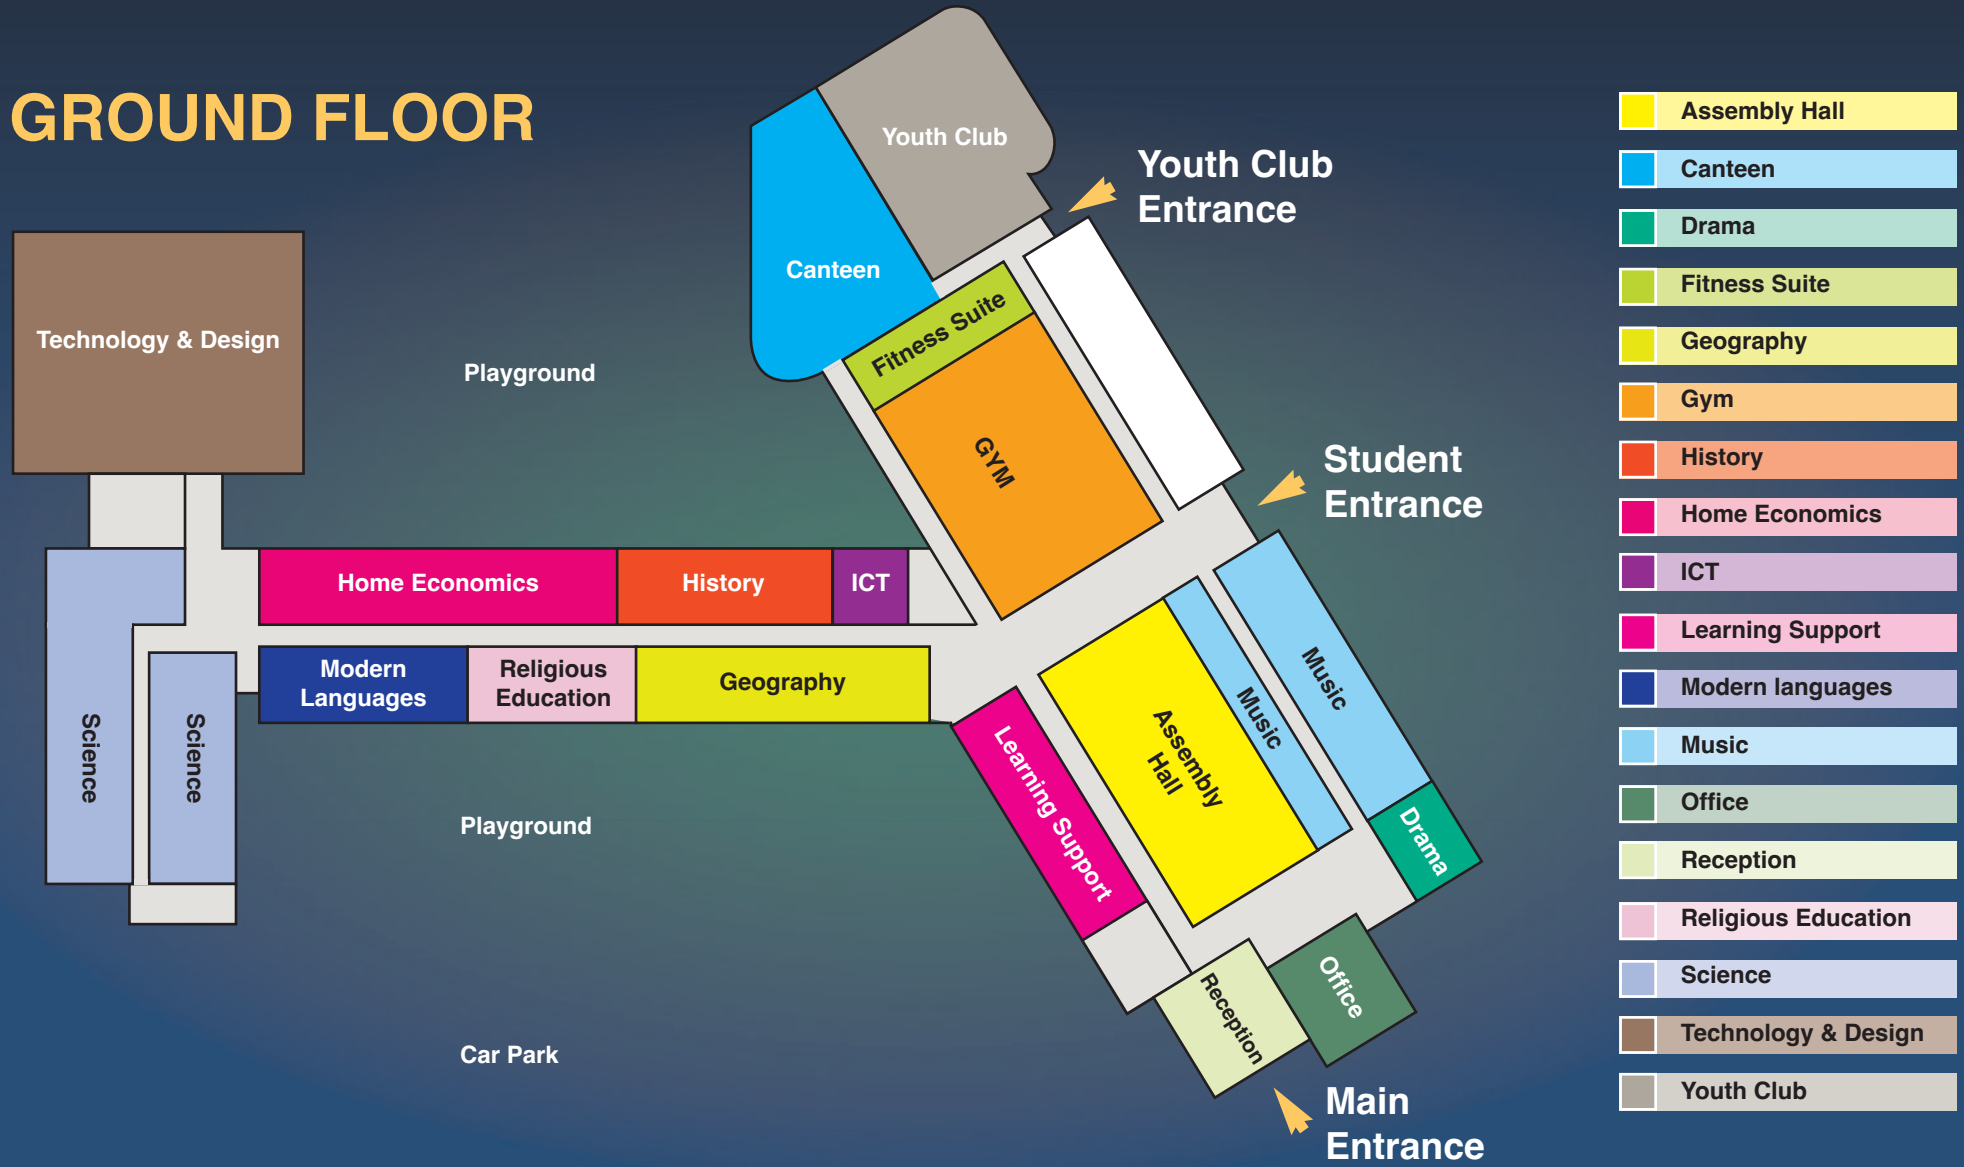 GROUND FLOOR
Youth Club
Youth Club
Entrance
Canteen
Technology & Design
Playground
Fitness Suite
GYM
Student
Entrance
Home Economics
History
ICT
Modern
Languages
Religious
Education
Geography
Science
Science
Learning Support
Assembly
Hall
Music
Music
Drama
Playground
Reception
Office
Car Park
Main
Entrance
Assembly Hall
Canteen
Drama
Fitness Suite
Geography
Gym
History
Home Economics
ICT
Learning Support
Modern languages
Music
Office
Reception
Religious Education
Science
Technology & Design
Youth Club